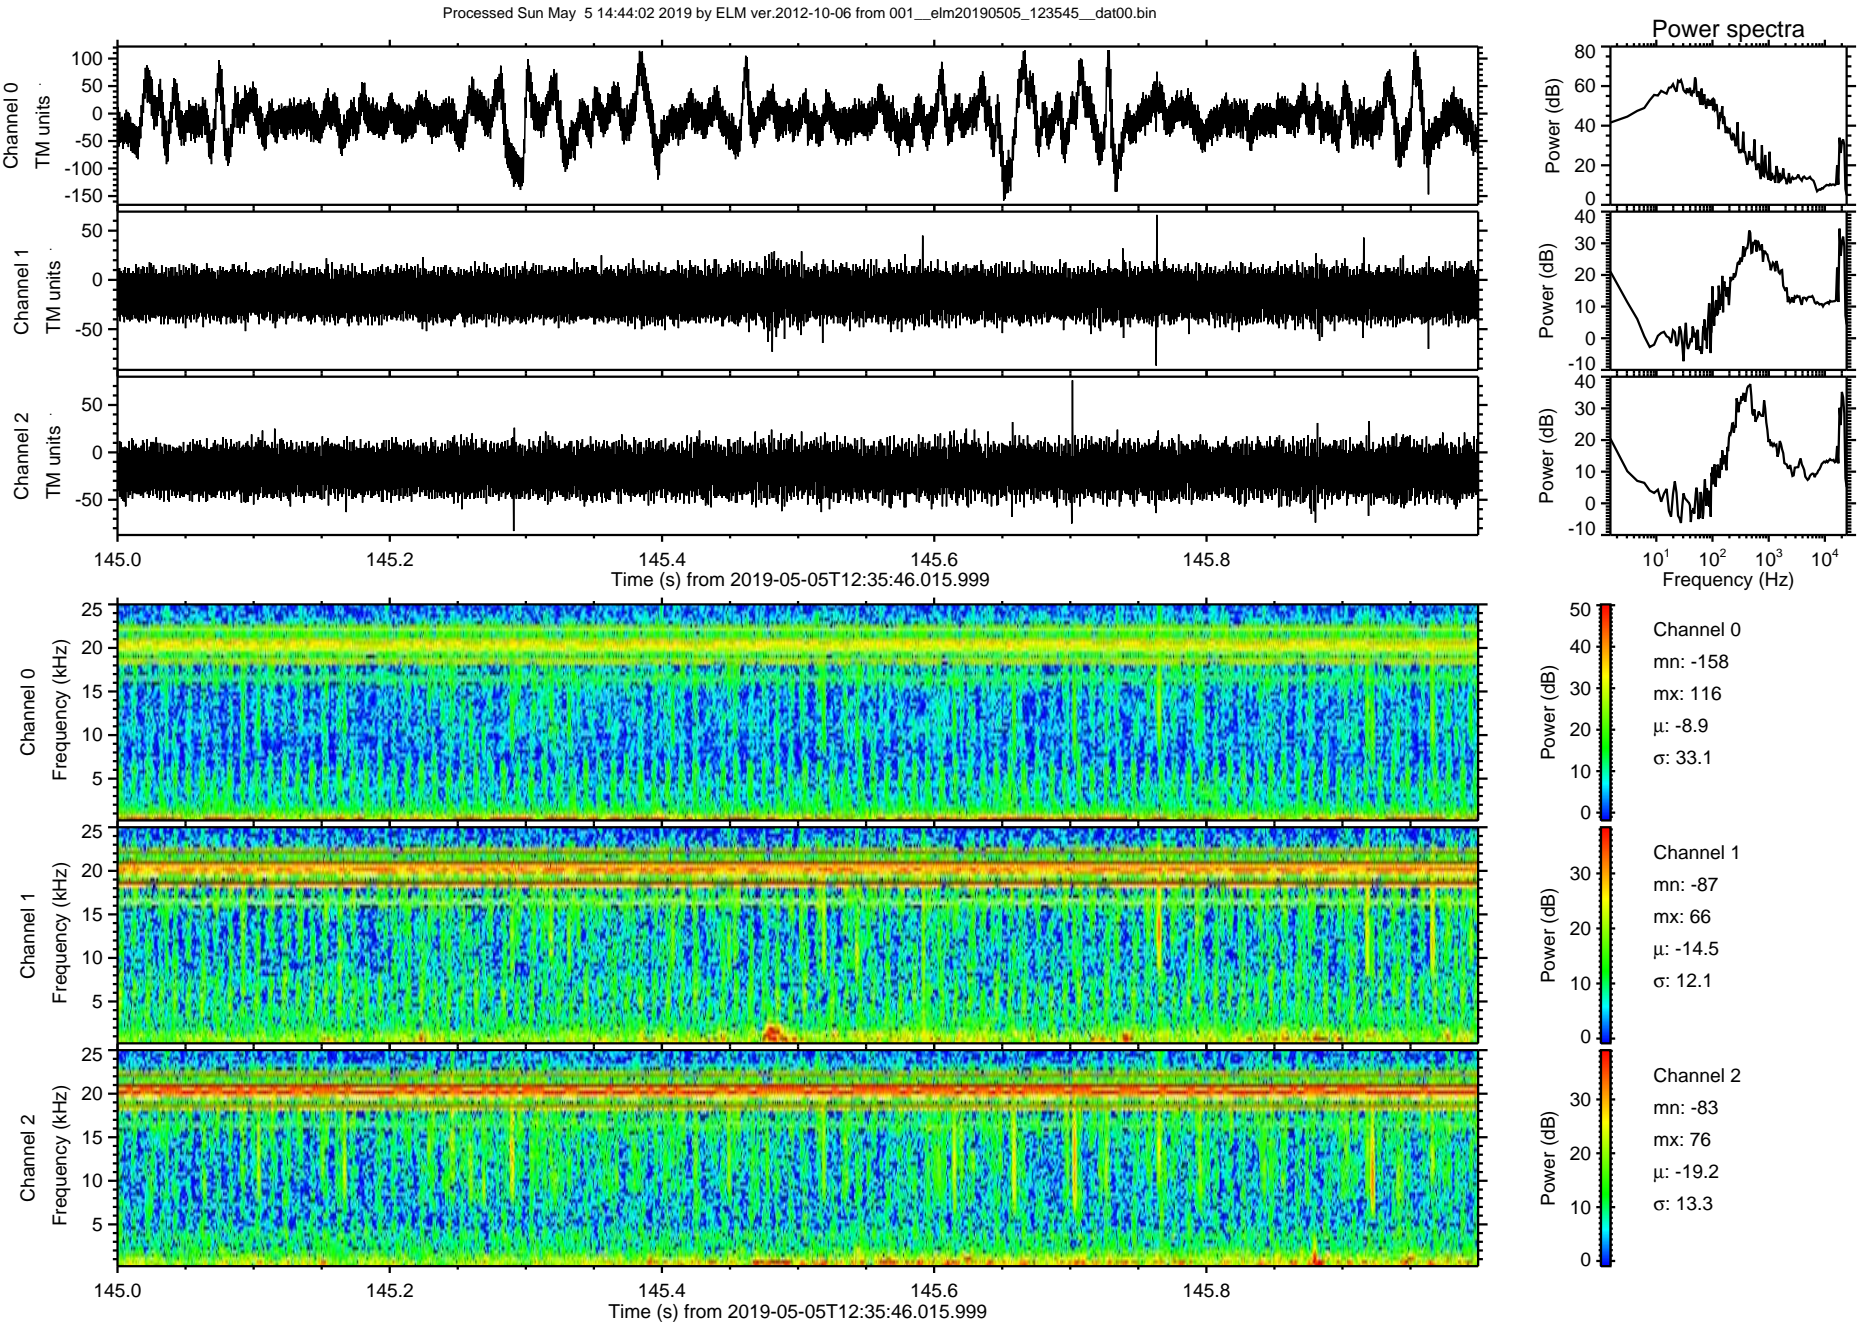 Processed Sun May  5 14:44:02 2019 by ELM ver.2012-10-06 from 001__elm20190505_123545__dat00.bin
Power spectra
Channel 0
TM units
100
50
0
-50
-100
-150
Power (dB)
80
60
40
20
0
Channel 1
TM units
50
0
-50
Power (dB)
40
30
20
10
0
-10
Channel 2
TM units
50
0
-50
Power (dB)
40
30
20
10
0
-10
145.0 145.2 145.4 145.6 145.8
Time (s) from 2019-05-05T12:35:46.015.999
10¹ 10² 10³ 10⁴
Frequency (Hz)
Channel 0
Frequency (kHz)
25
20
15
10
5
Power (dB)
50
40
30
20
10
0
Channel 0
mn: -158
mx: 116
μ: -8.9
σ: 33.1
Channel 1
Frequency (kHz)
25
20
15
10
5
Power (dB)
30
20
10
0
Channel 1
mn: -87
mx: 66
μ: -14.5
σ: 12.1
Channel 2
Frequency (kHz)
25
20
15
10
5
Power (dB)
30
20
10
0
Channel 2
mn: -83
mx: 76
μ: -19.2
σ: 13.3
145.0 145.2 145.4 145.6 145.8
Time (s) from 2019-05-05T12:35:46.015.999